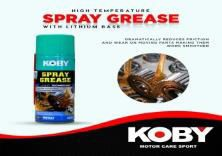 HIGH TEMPERATURE
SPRAY GREASE
WITH LITHIUM BASE
DRAMATICALLY REDUCES FRICTION
AND WEAR ON MOVING PARTS MAKING THEM
WORK SMOOTHER
KOBY
SPRAY
GREASE
KOBY
MOTOR CARE SPORT